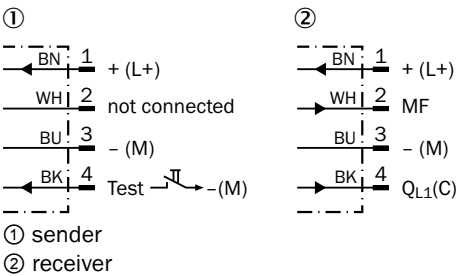 ①
BN 1 + (L+)
WH 2 not connected
BU 3 – (M)
BK 4 Test –(M)
②
BN 1 + (L+)
WH 2 MF
BU 3 – (M)
BK 4 QL1(C)
① sender
② receiver